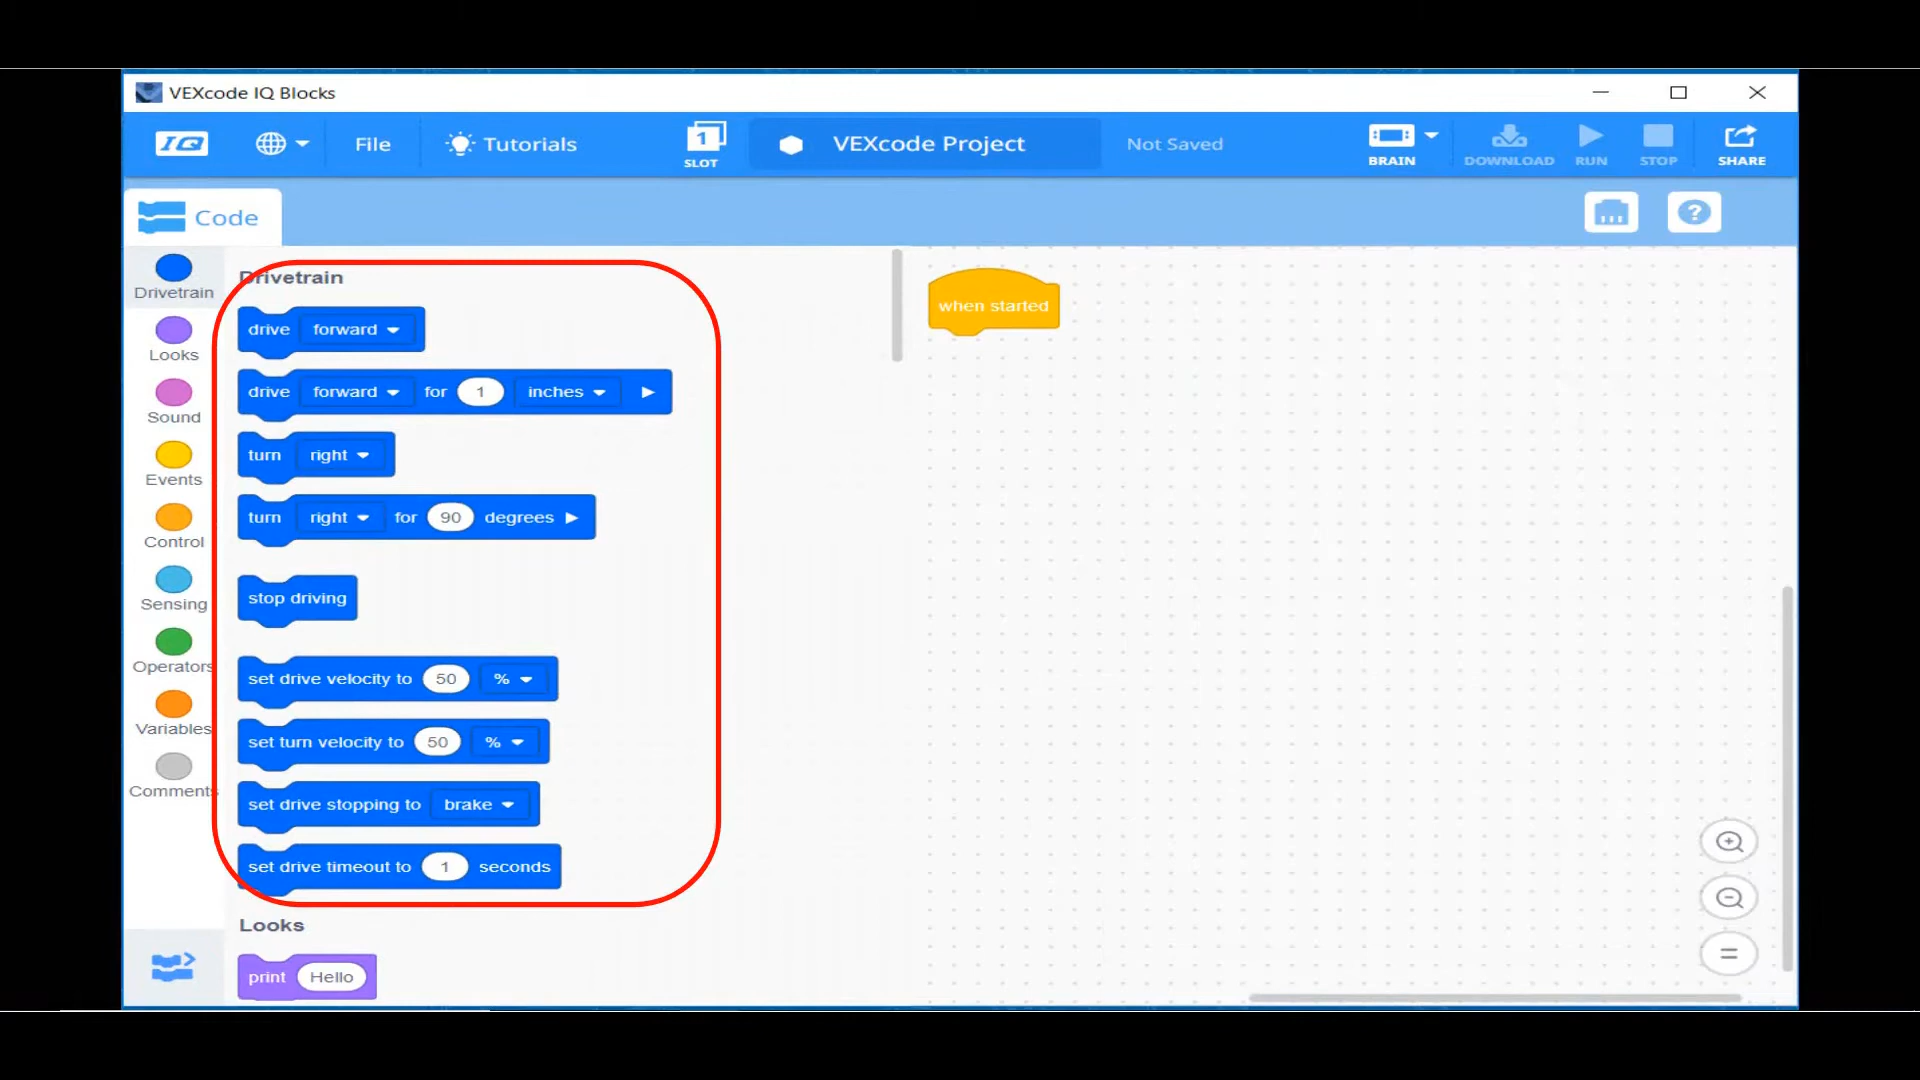 VEXcode IQ Blocks
IQ File Tutorials 1 SLOT VEXcode Project Not Saved BRAIN DOWNLOAD RUN STOP SHARE
Code ?
Drivetrain
Looks
Sound
Events
Control
Sensing
Operators
Variables
Comments
Drivetrain
drive forward
drive forward for 1 inches
turn right
turn right for 90 degrees
stop driving
set drive velocity to 50 %
set turn velocity to 50 %
set drive stopping to brake
set drive timeout to 1 seconds
Looks
print Hello
when started